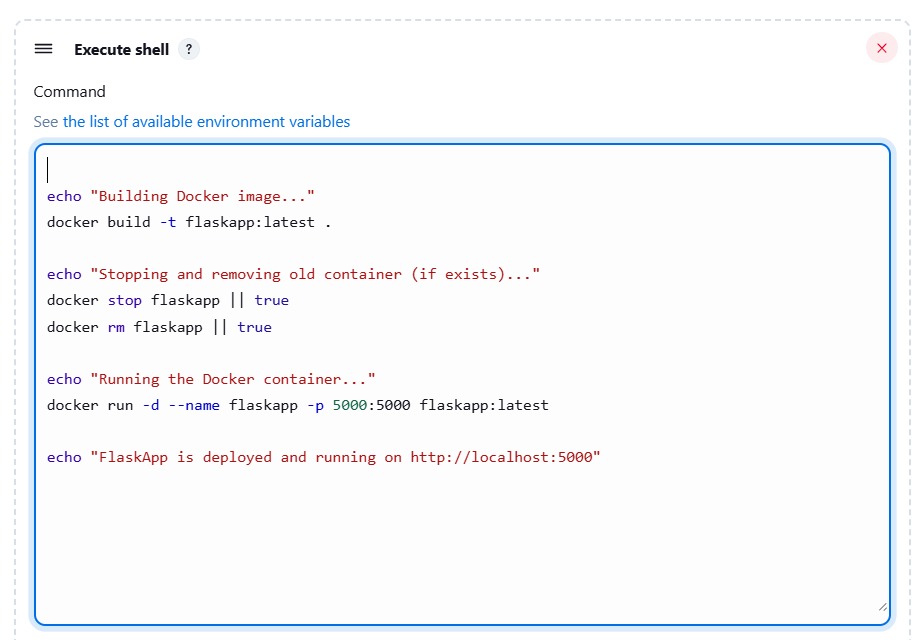 Execute shell ?
Command
See the list of available environment variables
echo "Building Docker image..."
docker build -t flaskapp:latest .
echo "Stopping and removing old container (if exists)..."
docker stop flaskapp || true
docker rm flaskapp || true
echo "Running the Docker container..."
docker run -d --name flaskapp -p 5000:5000 flaskapp:latest
echo "FlaskApp is deployed and running on http://localhost:5000"